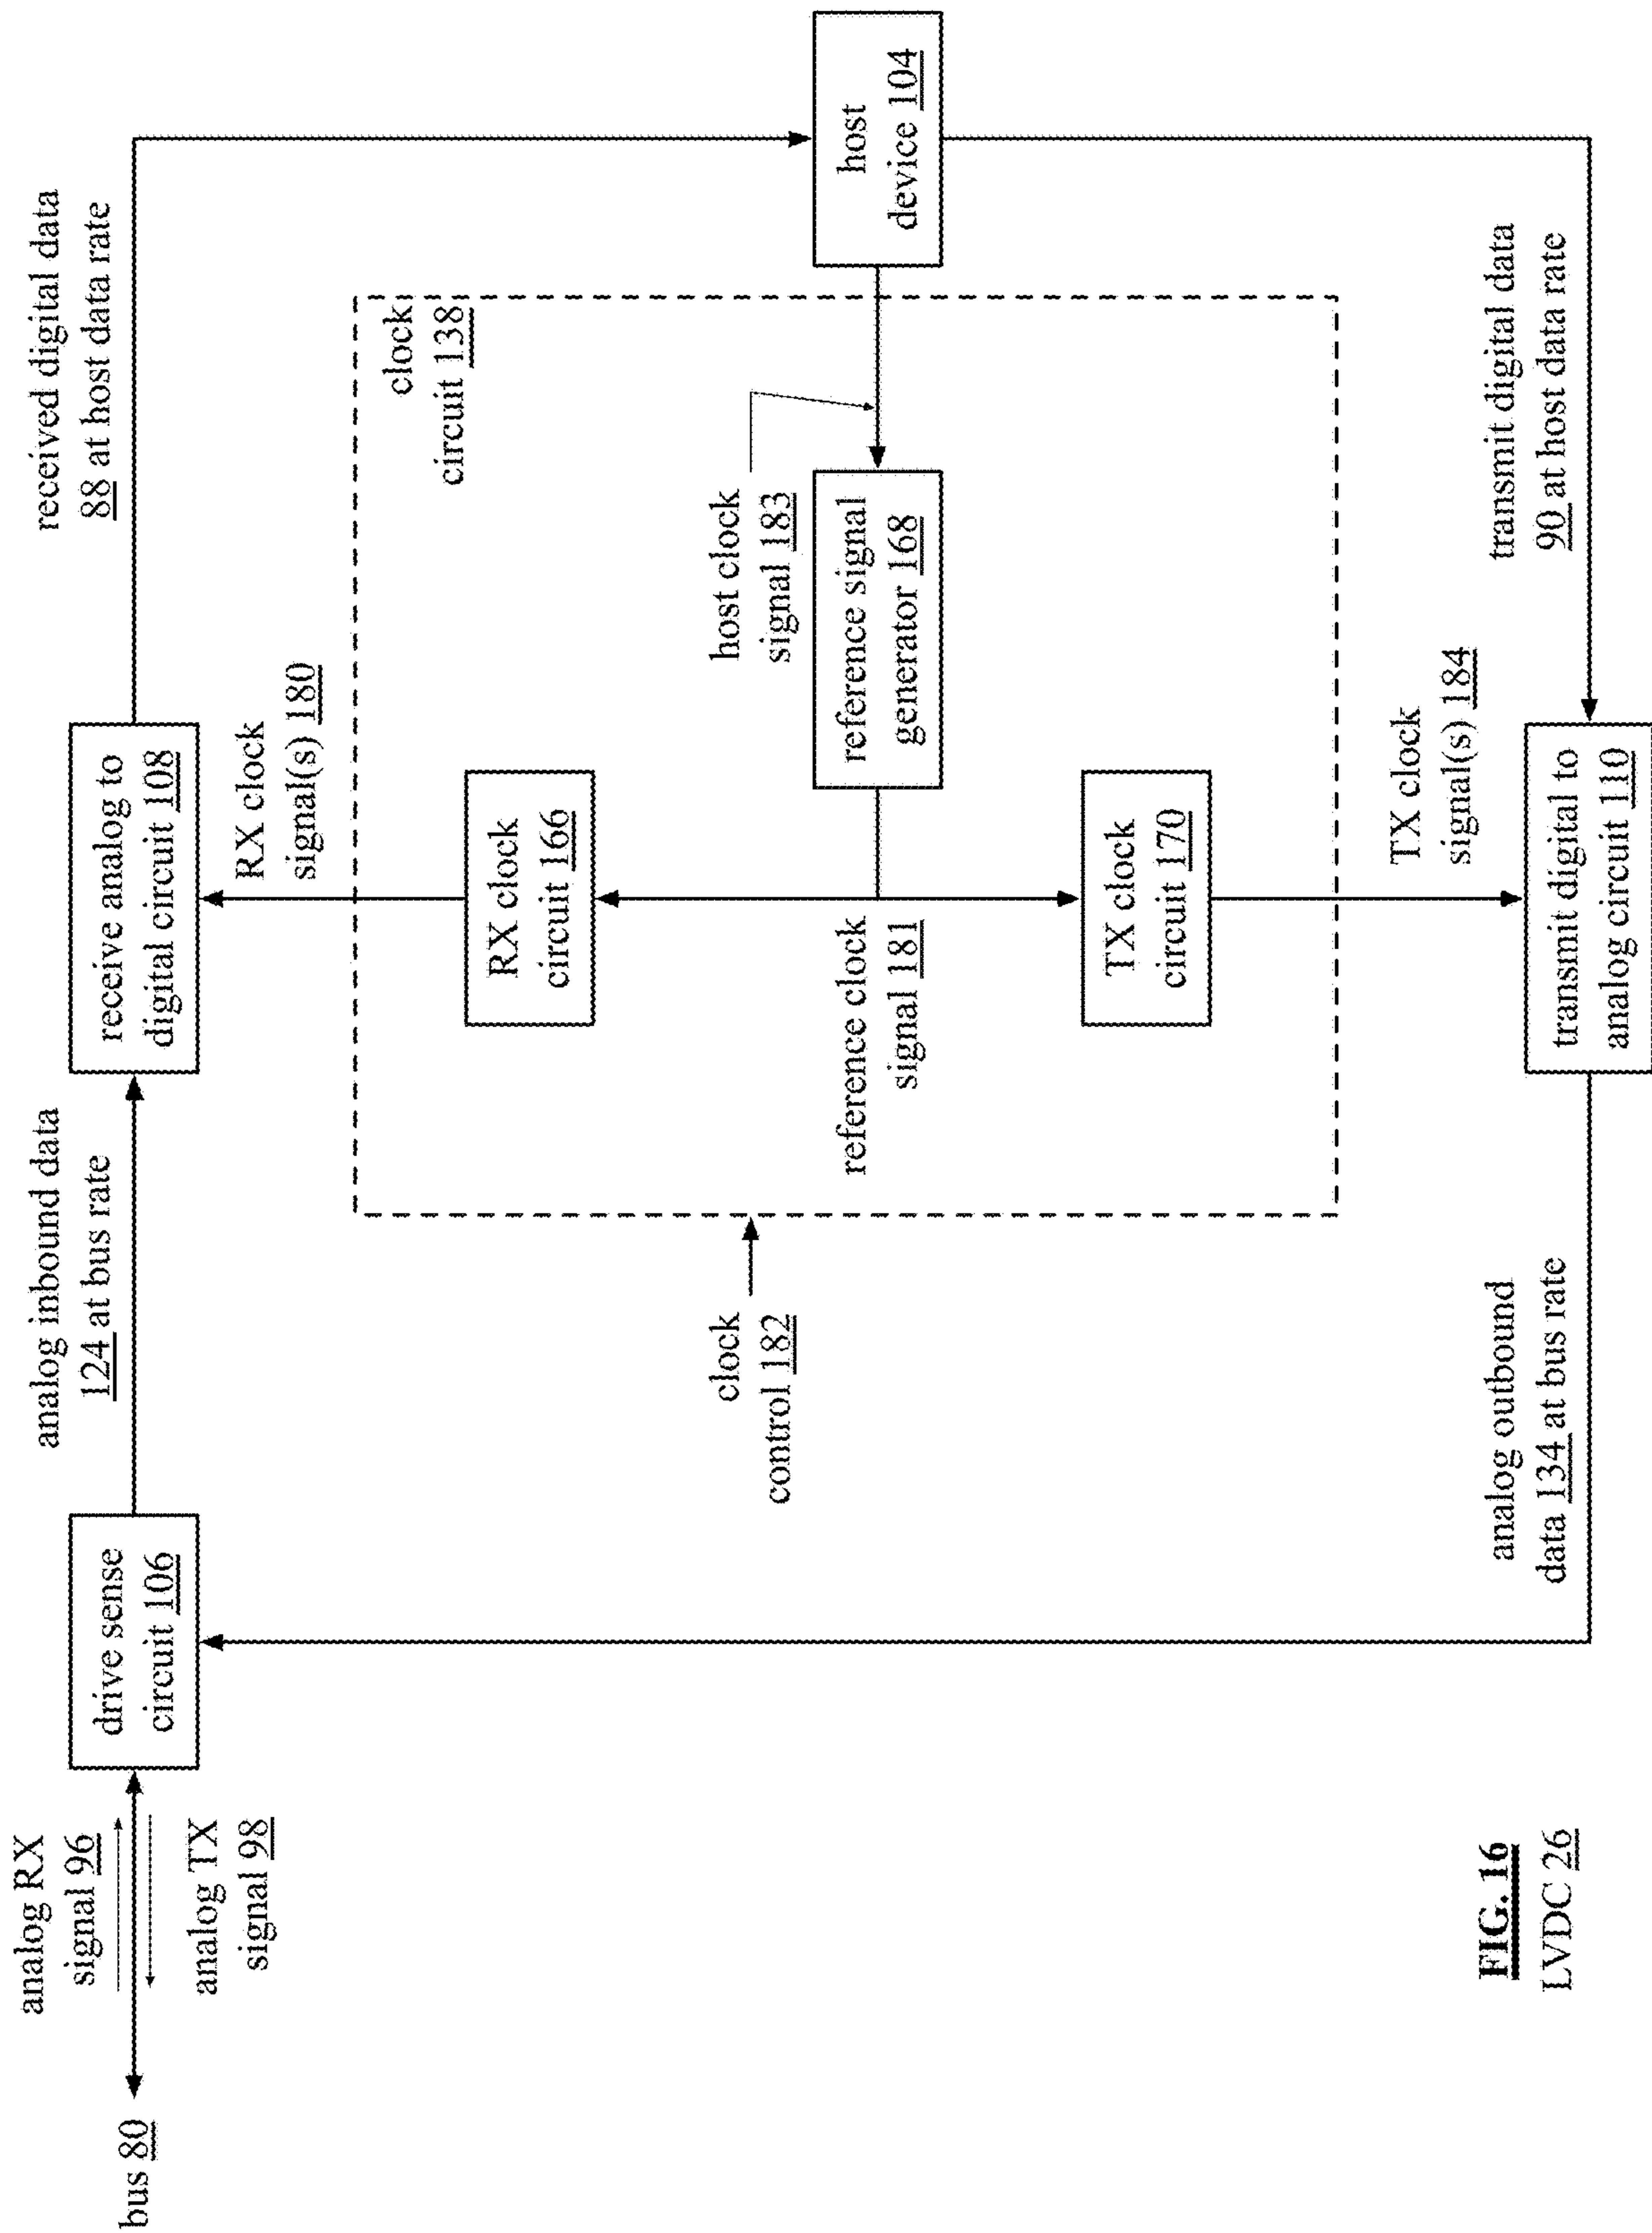 bus 80
analog RX
signal 96
analog TX
signal 98
drive sense
circuit 106
analog inbound data
124 at bus rate
receive analog to
digital circuit 108
received digital data
88 at host data rate
RX clock
signal(s) 180
clock
circuit 138
RX clock
circuit 166
host clock
signal 183
clock
control 182
reference clock
signal 181
reference signal
generator 168
host
device 104
TX clock
circuit 170
TX clock
signal(s) 184
analog outbound
data 134 at bus rate
transmit digital to
analog circuit 110
transmit digital data
90 at host data rate
FIG. 16
LVDC 26